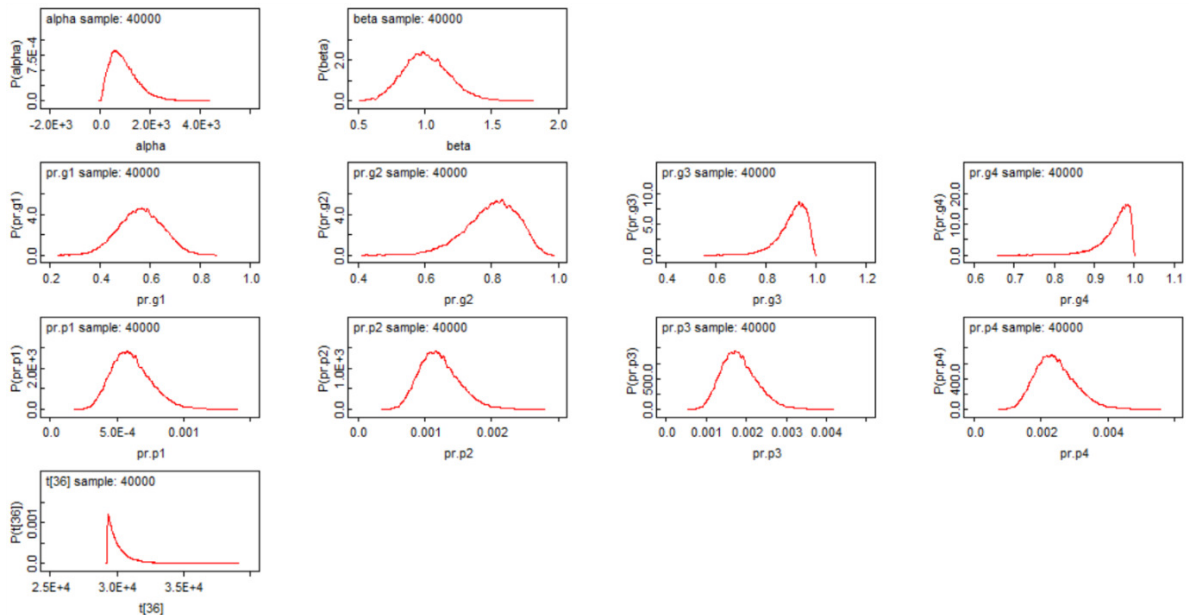 alpha sample: 40000
P(alpha)
7.5E-4
0.0
-2.0E+3 0.0 2.0E+3 4.0E+3
alpha
beta sample: 40000
P(beta)
2.0
0.0
0.5 1.0 1.5 2.0
beta
pr.g1 sample: 40000
P(pr.g1)
4.0
0.0
0.2 0.4 0.6 0.8 1.0
pr.g1
pr.g2 sample: 40000
P(pr.g2)
4.0
0.0
0.4 0.6 0.8 1.0
pr.g2
pr.g3 sample: 40000
P(pr.g3)
10.0
5.0
0.0
0.4 0.6 0.8 1.0 1.2
pr.g3
pr.g4 sample: 40000
P(pr.g4)
20.0
10.0
0.0
0.6 0.7 0.8 0.9 1.0 1.1
pr.g4
pr.p1 sample: 40000
P(pr.p1)
2.0E+3
0.0
0.0 5.0E-4 0.001
pr.p1
pr.p2 sample: 40000
P(pr.p2)
1.0E+3
0.0
0.0 0.001 0.002
pr.p2
pr.p3 sample: 40000
P(pr.p3)
500.0
0.0
0.0 0.001 0.002 0.003 0.004
pr.p3
pr.p4 sample: 40000
P(pr.p4)
400.0
0.0
0.0 0.002 0.004
pr.p4
t[36] sample: 40000
P(t[36])
0.001
0.0
2.5E+4 3.0E+4 3.5E+4
t[36]